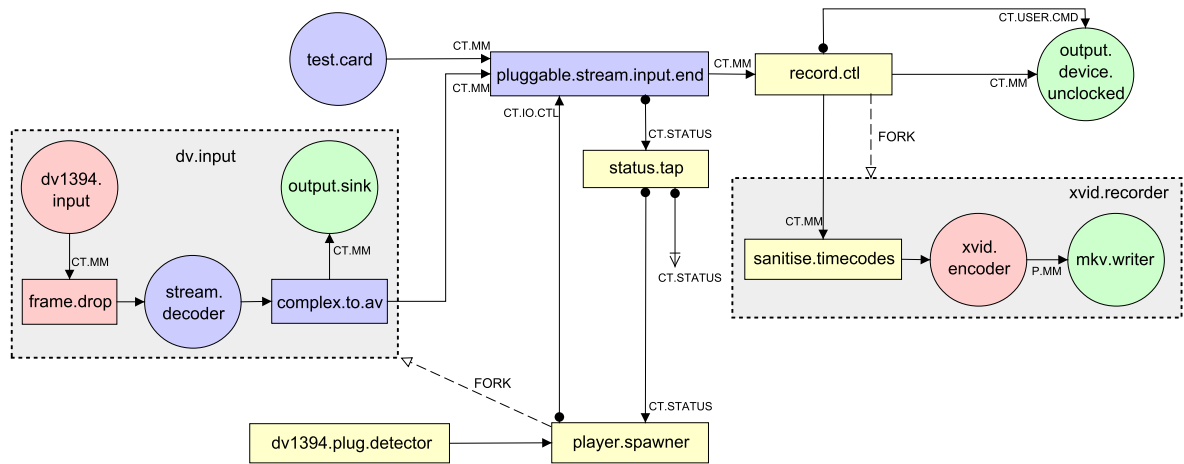 CT.USER.CMD
test.card
CT.MM
CT.MM
pluggable.stream.input.end
CT.MM
record.ctl
CT.MM
output.
device.
unclocked
CT.IO.CTL
CT.STATUS
FORK
dv.input
dv1394.
input
output.sink
status.tap
xvid.recorder
CT.MM
CT.MM
CT.STATUS
CT.MM
frame.drop
stream.
decoder
complex.to.av
sanitise.timecodes
xvid.
encoder
P.MM
mkv.writer
FORK
CT.STATUS
dv1394.plug.detector
player.spawner